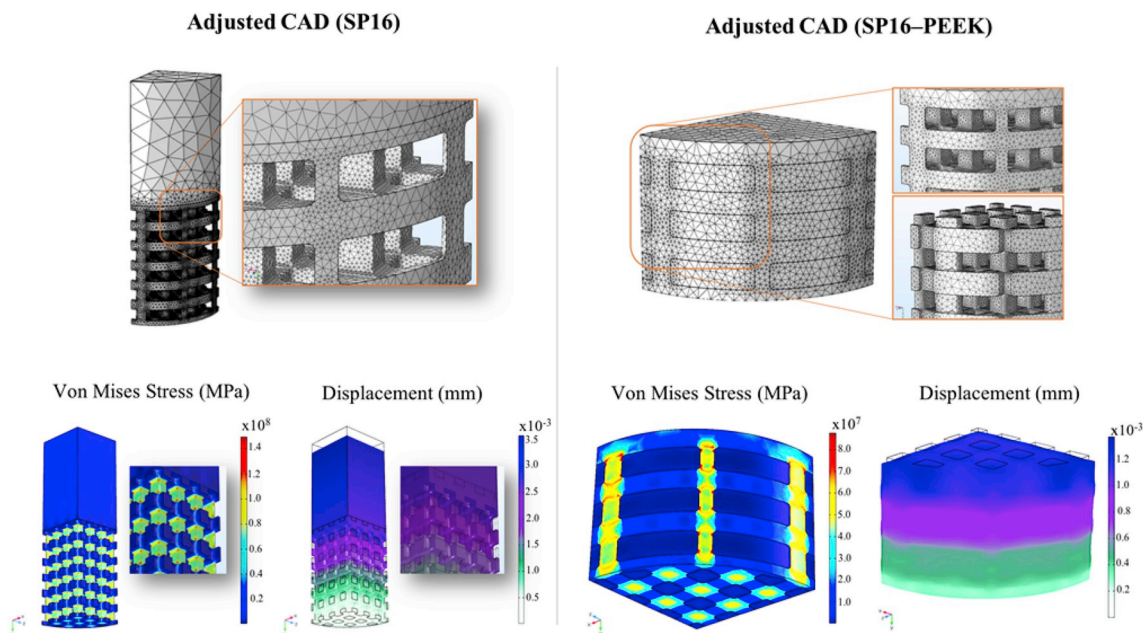 Adjusted CAD (SP16)
Adjusted CAD (SP16–PEEK)
Von Mises Stress (MPa)
x10⁸
1.4
1.2
1.0
0.8
0.6
0.4
0.2
Displacement (mm)
x10⁻³
3.5
3.0
2.5
2.0
1.5
1.0
0.5
Von Mises Stress (MPa)
x10⁷
8.0
7.0
6.0
5.0
4.0
3.0
2.0
1.0
Displacement (mm)
x10⁻³
1.2
1.0
0.8
0.6
0.4
0.2